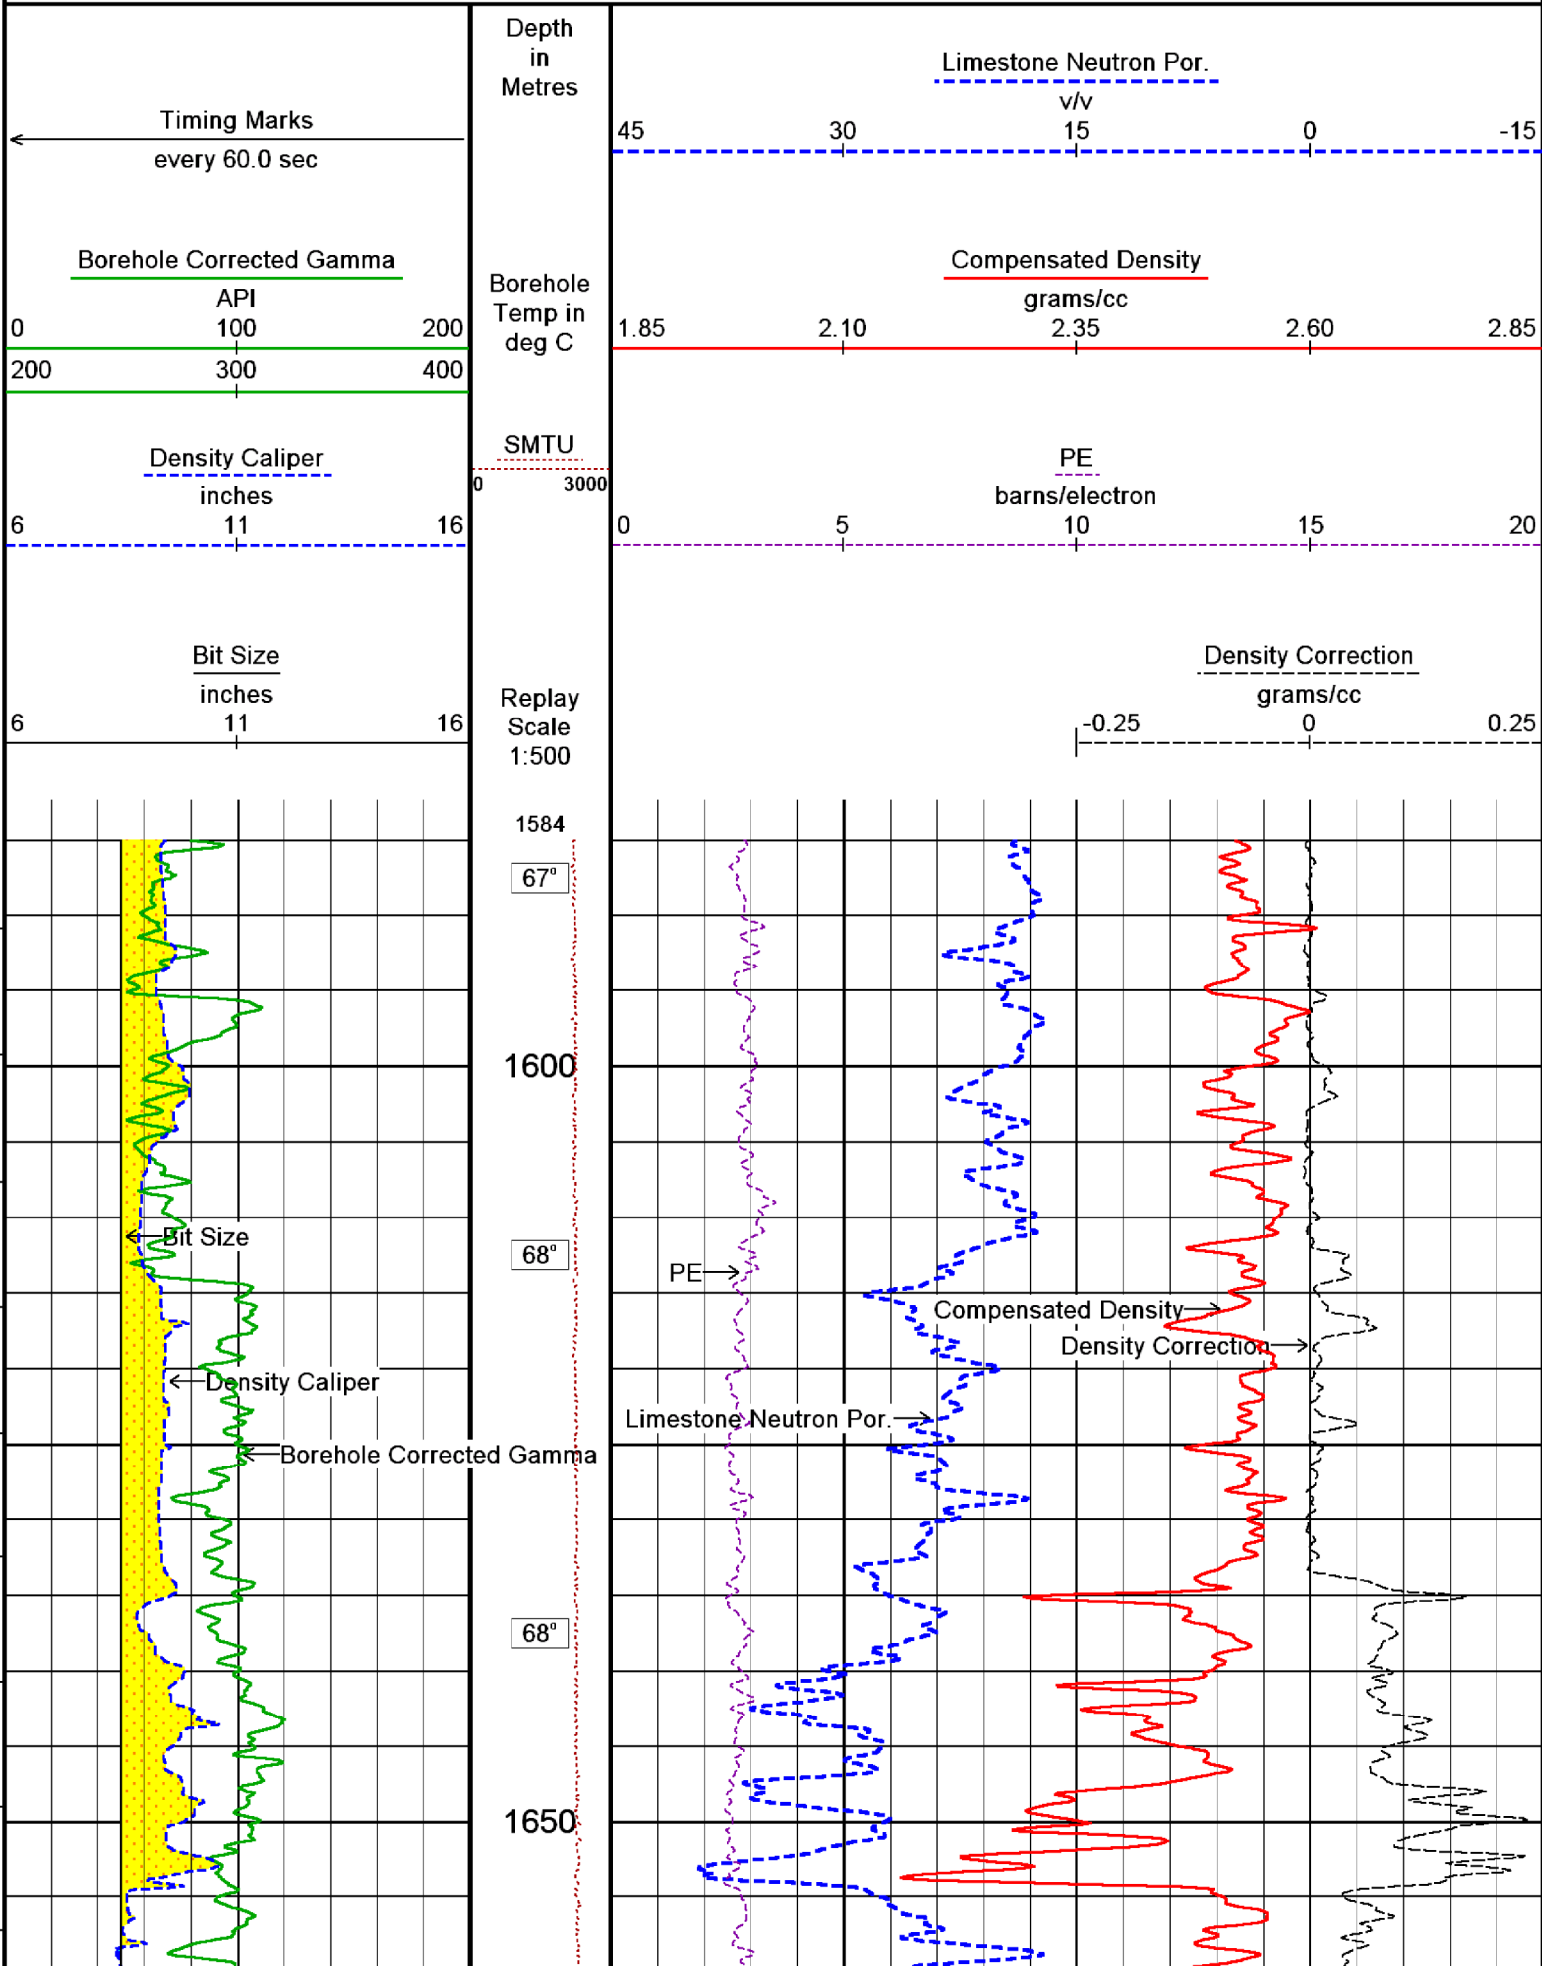 Depth
in
Metres
Limestone Neutron Por.
v/v
45 30 15 0 -15
Timing Marks
every 60.0 sec
Borehole Corrected Gamma
API
0 100 200
200 300 400
Borehole
Temp in
deg C
Compensated Density
grams/cc
1.85 2.10 2.35 2.60 2.85
Density Caliper
inches
6 11 16
SMTU
0 3000
PE
barns/electron
0 5 10 15 20
Bit Size
inches
6 11 16
Replay
Scale
1:500
Density Correction
grams/cc
-0.25 0 0.25
1584
67°
1600
Bit Size
68°
PE
Compensated Density
Density Correction
Density Caliper
Limestone Neutron Por.
Borehole Corrected Gamma
68°
1650